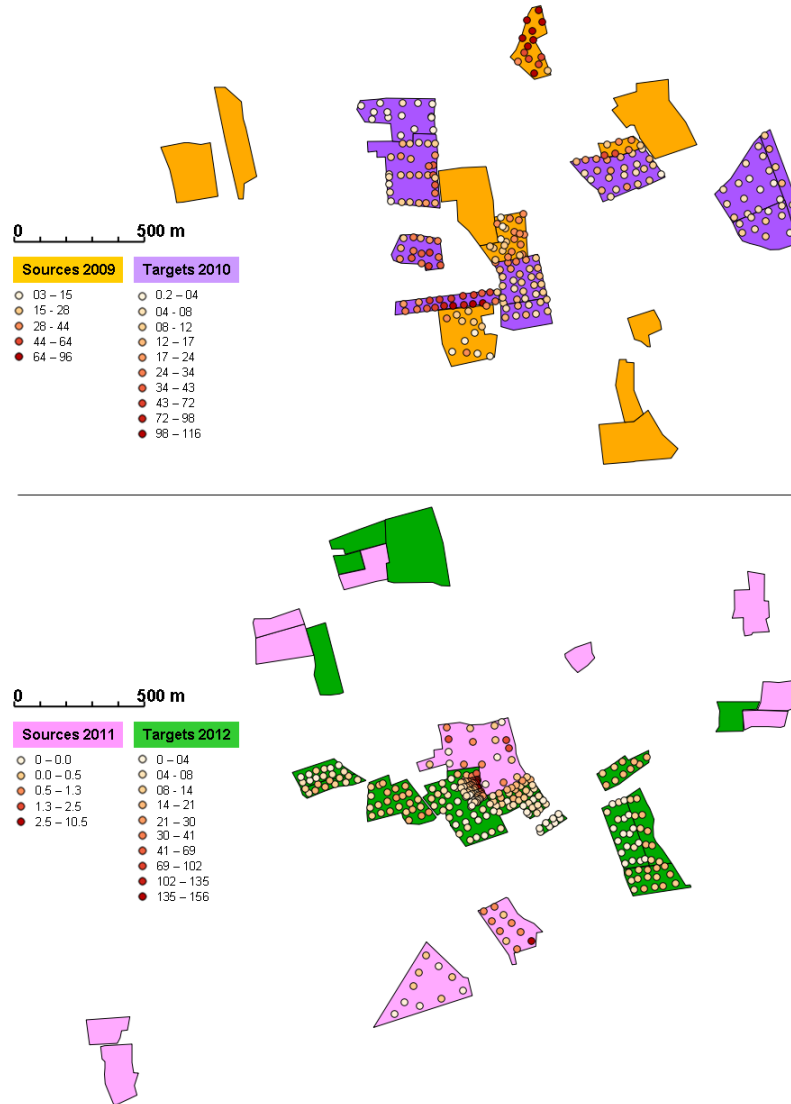 0 500 m
Sources 2009 Targets 2010
03 – 15 0.2 – 04
15 – 28 04 - 08
28 – 44 08 – 12
44 – 64 12 – 17
64 – 96 17 – 24
24 – 34
34 – 43
43 – 72
72 – 98
98 – 116
0 500 m
Sources 2011 Targets 2012
0 – 0.0 0 – 04
0.0 – 0.5 04 – 08
0.5 – 1.3 08 – 14
1.3 – 2.5 14 – 21
2.5 – 10.5 21 – 30
30 – 41
41 – 69
69 – 102
102 – 135
135 – 156